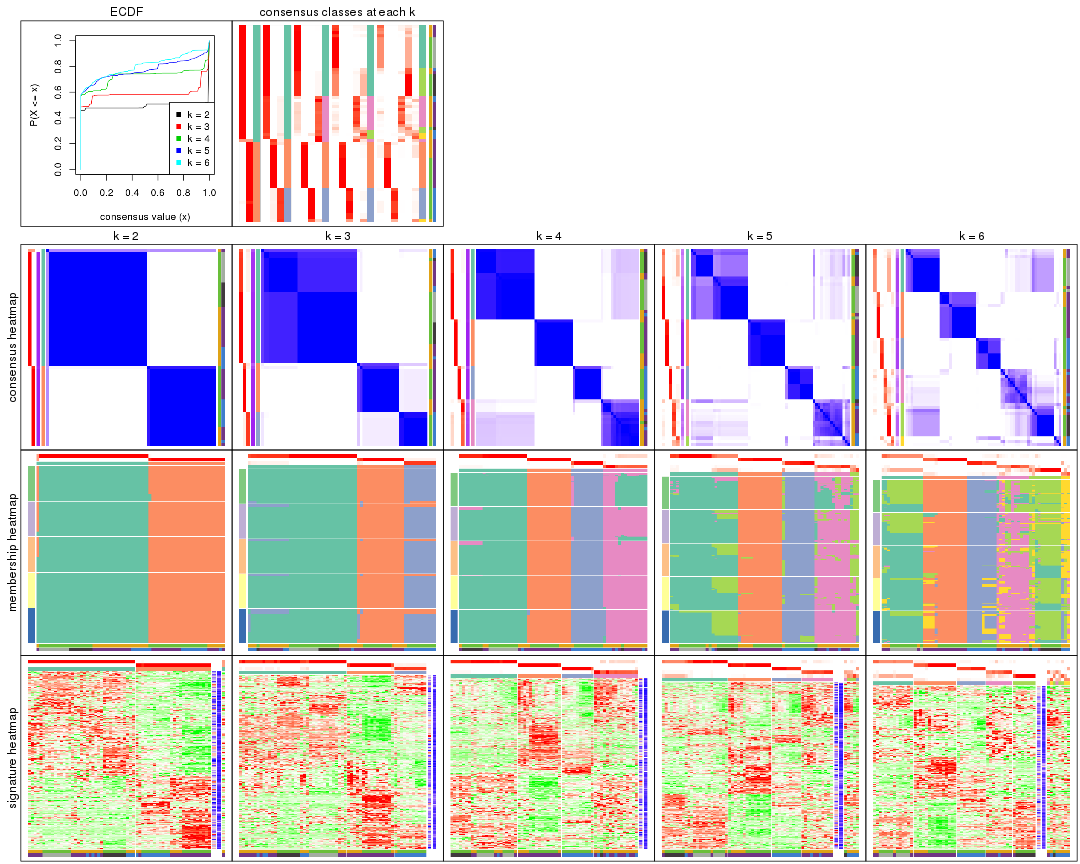 ECDF
consensus classes at each k
P(X <= x)
0.0
0.2
0.4
0.6
0.8
1.0
k = 2
k = 3
k = 4
k = 5
k = 6
0.0 0.2 0.4 0.6 0.8 1.0
consensus value (x)
k = 2
k = 3
k = 4
k = 5
k = 6
consensus heatmap
membership heatmap
signature heatmap